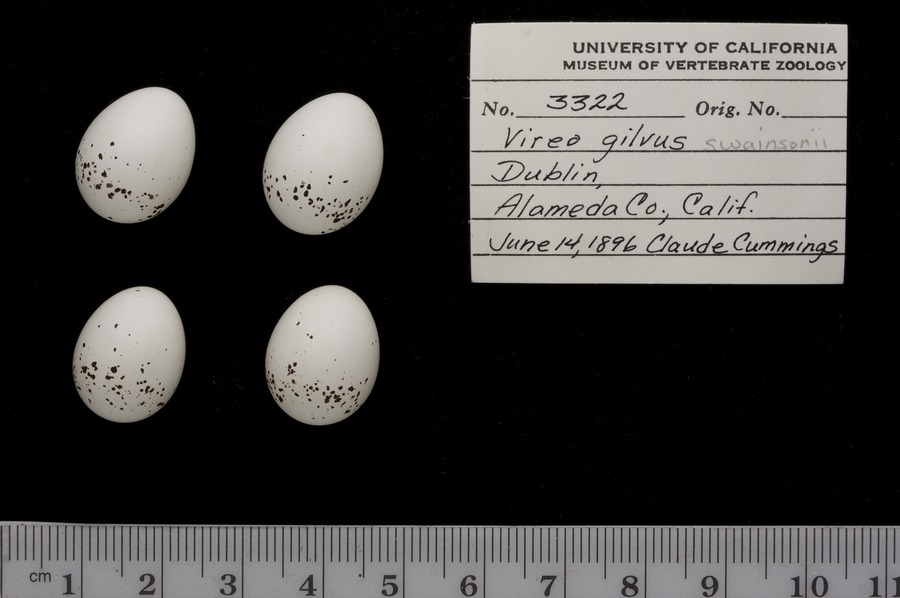 UNIVERSITY OF CALIFORNIA
MUSEUM OF VERTEBRATE ZOOLOGY
No. 3322 Orig. No.
Vireo gilvus swainsonii
Dublin,
Alameda Co., Calif.
June 14, 1896 Claude Cummings
cm 1 2 3 4 5 6 7 8 9 10 11